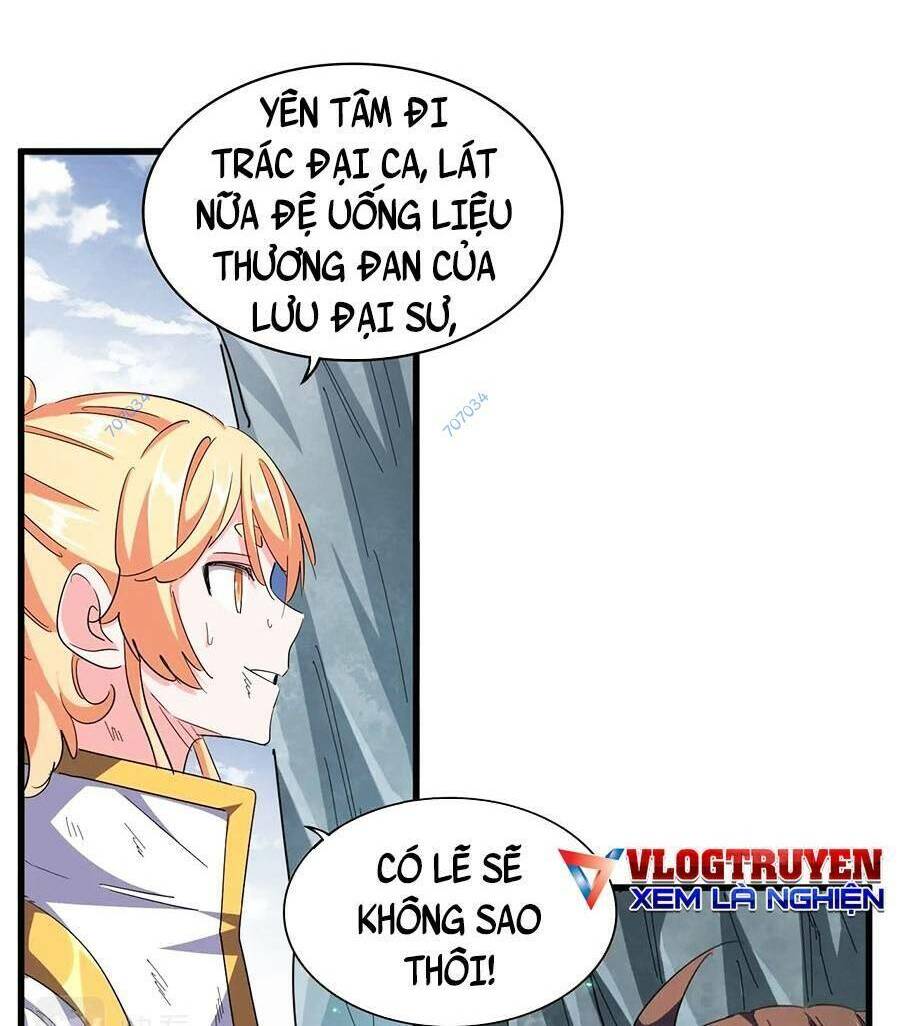 YÊN TÂM ĐI
TRÁC ĐẠI CA, LÁT
NỮA ĐỆ UỐNG LIỆU
THƯƠNG ĐAN CỦA
LƯU ĐẠI SƯ,
707034
707034
CÓ LẼ SẼ
KHÔNG SAO
THÔI!
VLOGTRUYEN
XEM LÀ NGHIỆN